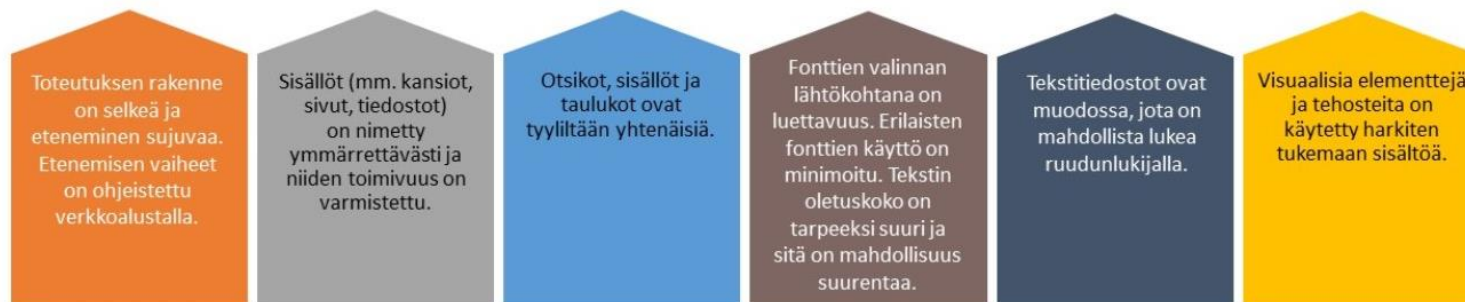 Toteutuksen rakenne
on selkeä ja
eteneminen sujuvaa.
Etenemisen vaiheet
on ohjeistettu
verkkoalustalla.
Sisällöt (mm. kansiot,
sivut, tiedostot)
on nimetty
ymmärrettävästi ja
niiden toimivuus on
varmistettu.
Otsikot, sisällöt ja
taulukot ovat
tyyliltään yhtenäisiä.
Fonttien valinnan
lähtökohtana on
luettavuus. Erilaisten
fonttien käyttö on
minimoitu. Tekstin
oletuskoko on
tarpeeksi suuri ja
sitä on mahdollisuus
suurentaa.
Tekstitiedostot ovat
muodossa, jota on
mahdollista lukea
ruudunlukijalla.
Visuaalisia elementtejä
ja tehosteita on
käytetty harkiten
tukemaan sisältöä.